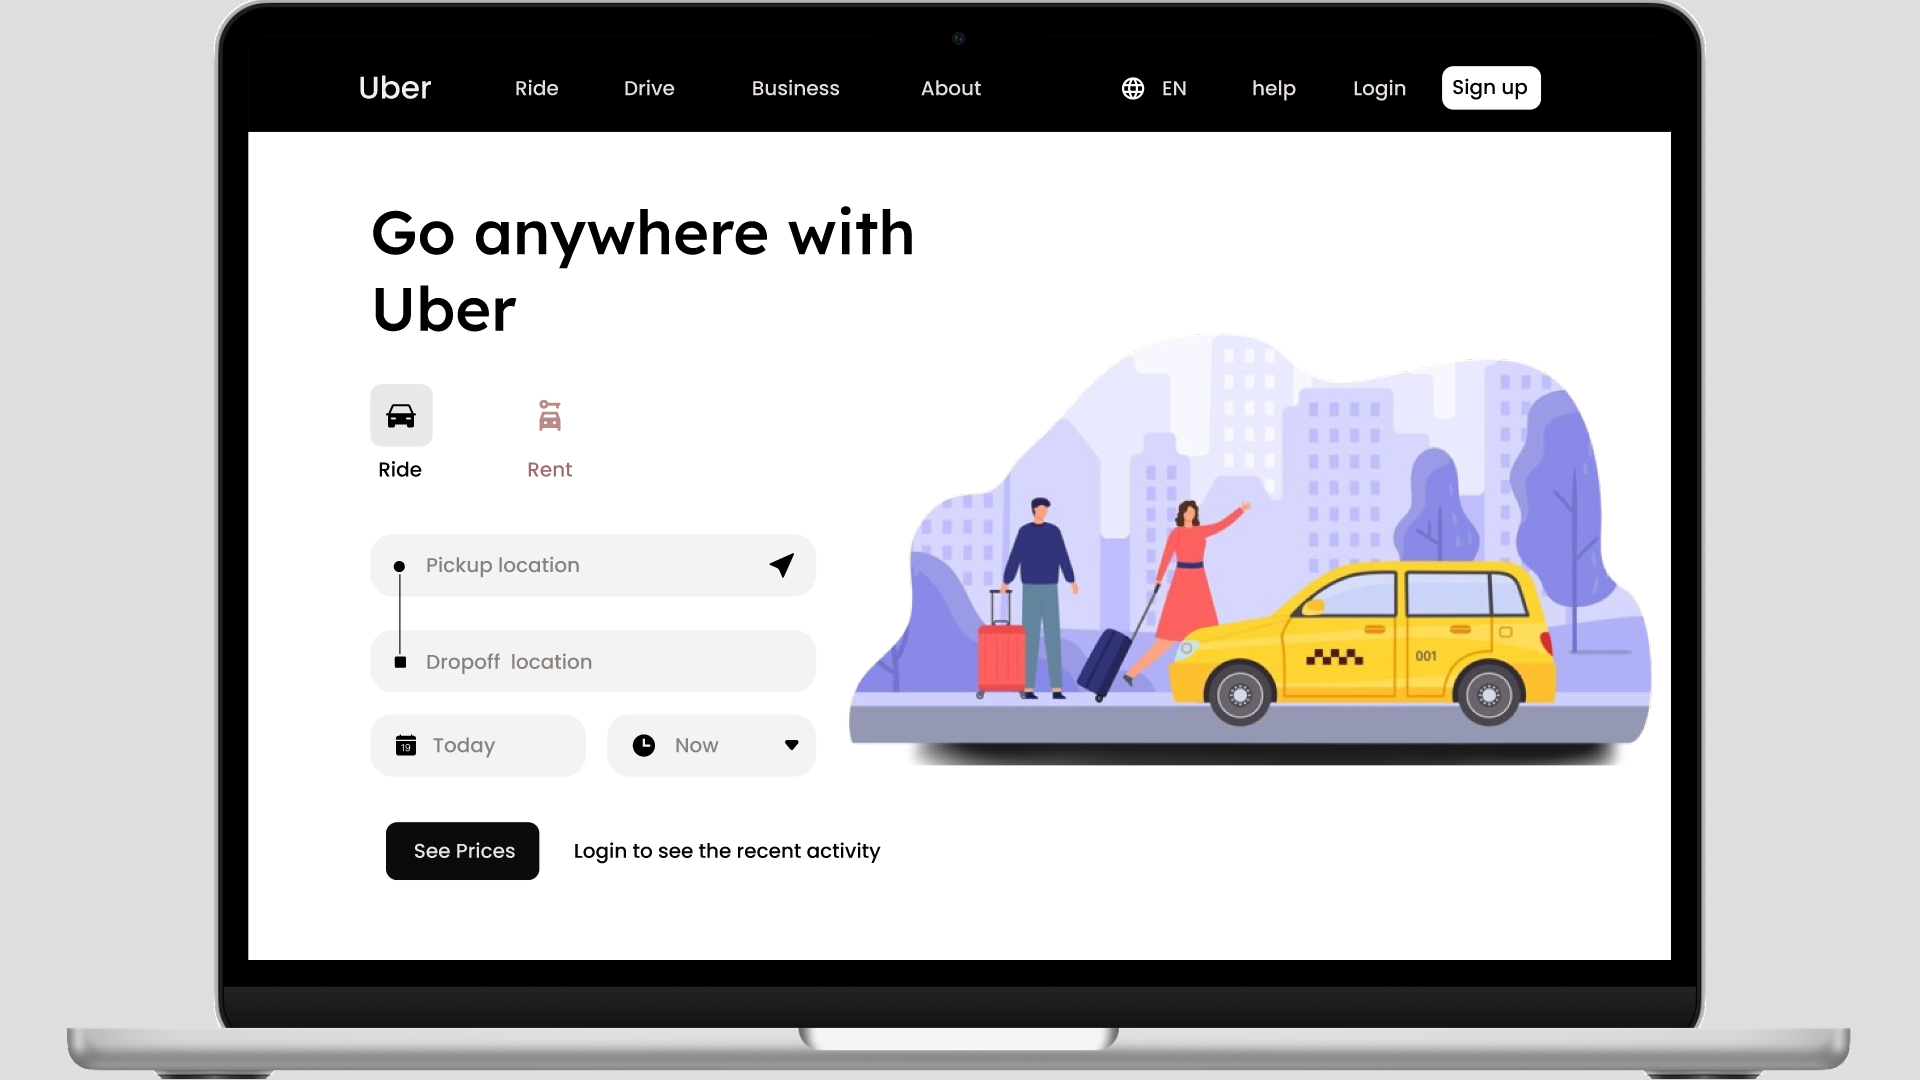 Uber Ride Drive Business About EN help Login Sign up
Go anywhere with
Uber
Ride Rent
Pickup location
Dropoff location
19 Today Now
001
See Prices Login to see the recent activity